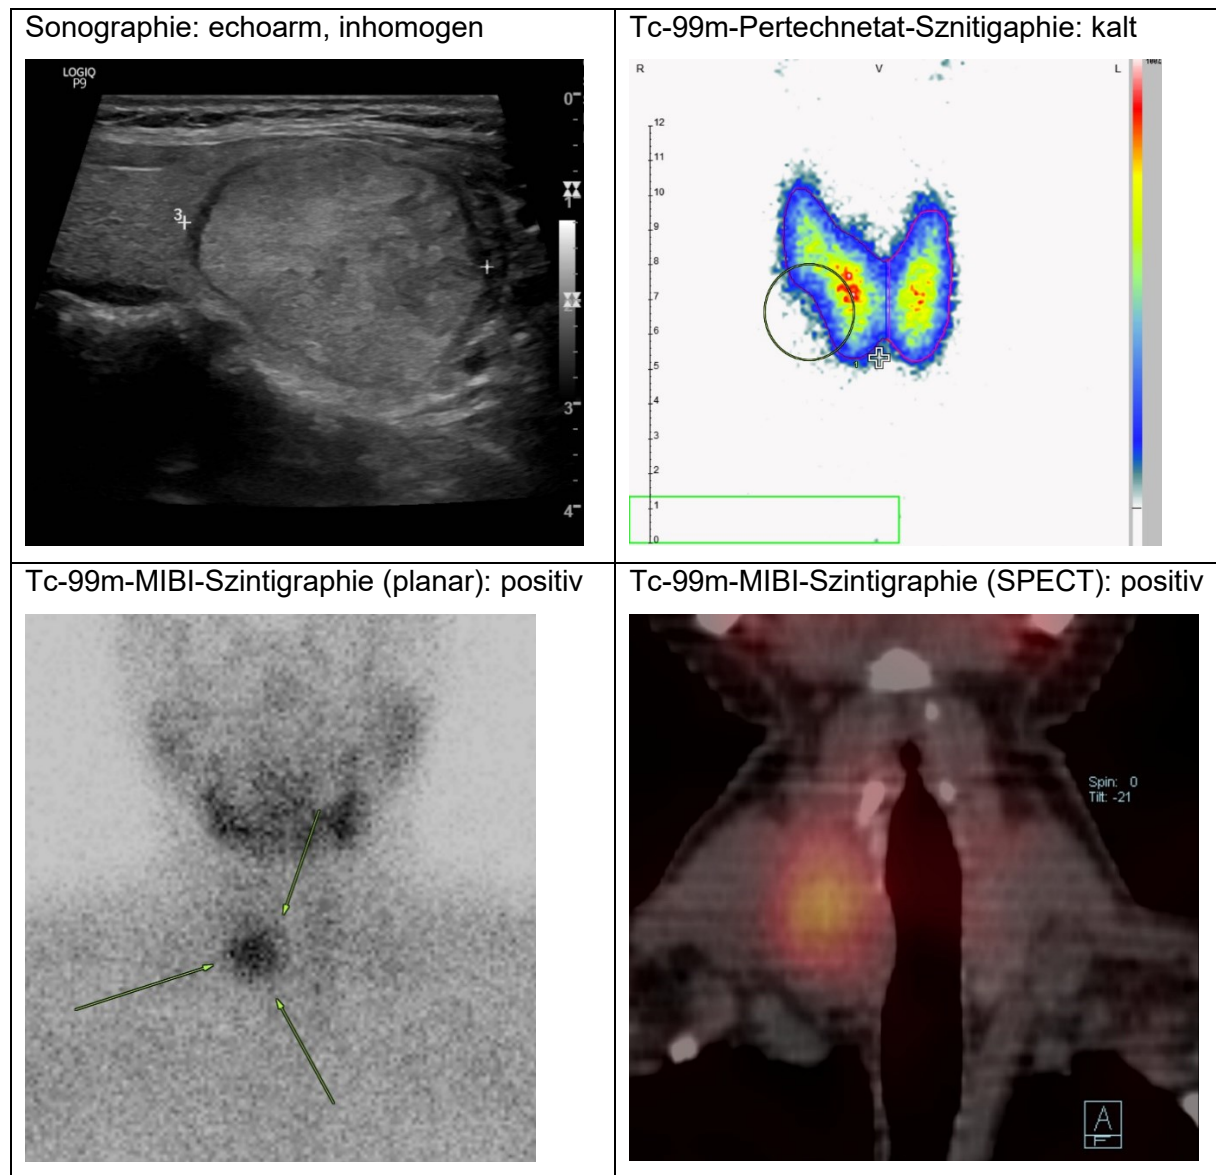 Sonographie: echoarm, inhomogen
LOGIQ
P9
0
3
1
2
3
4
Tc-99m-Pertechnetat-Sznitigaphie: kalt
R V L
12
11
10
9
8
7
6
5
4
3
2
1
0
1
Tc-99m-MIBI-Szintigraphie (planar): positiv
Tc-99m-MIBI-Szintigraphie (SPECT): positiv
Spin: 0
Tilt: -21
A
F